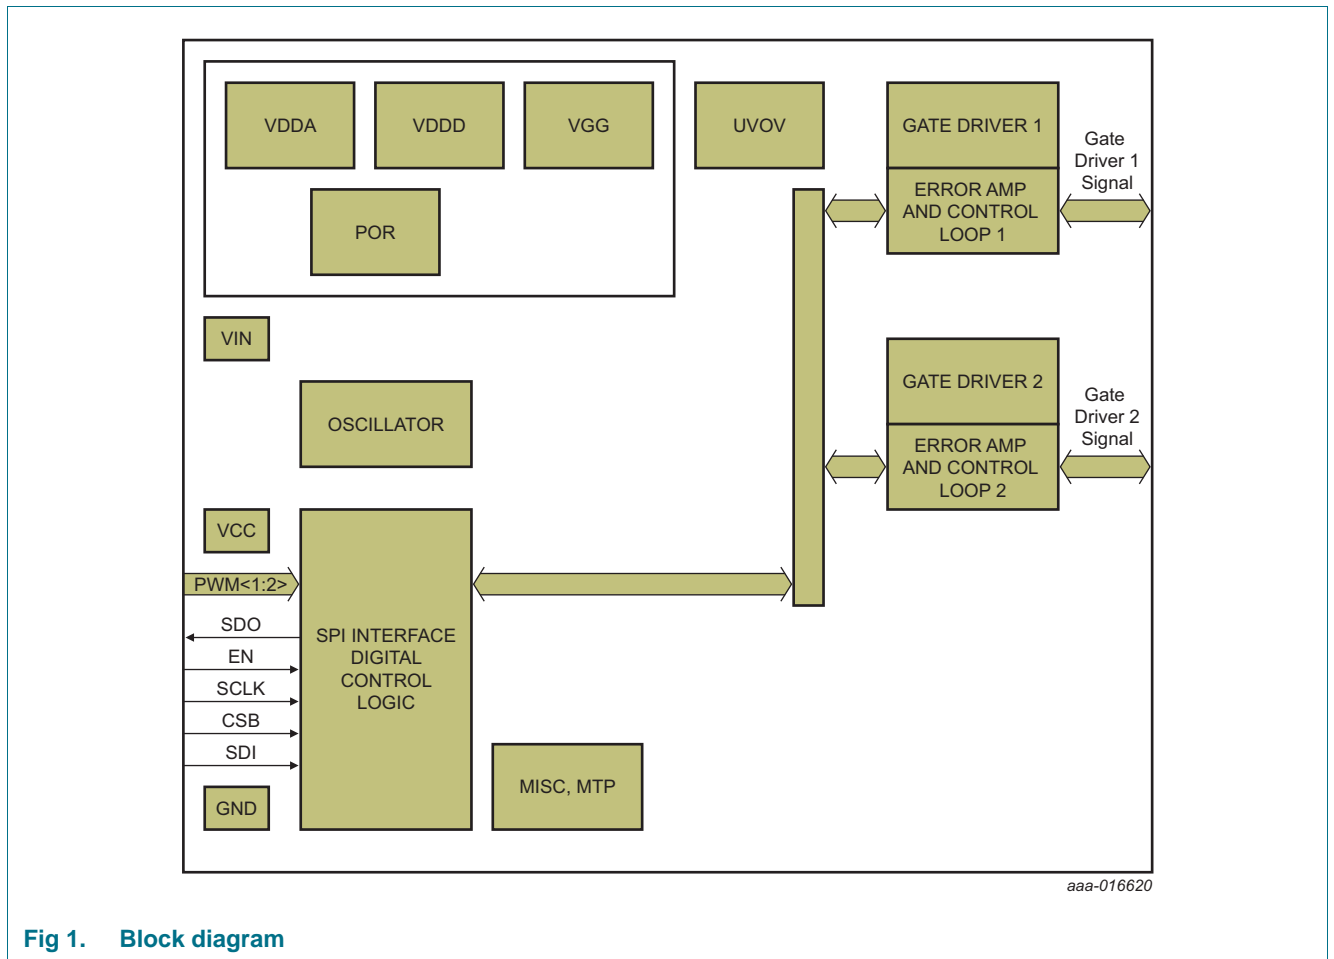 VDDA
VDDD
VGG
UVOV
GATE DRIVER 1
Gate
Driver 1
Signal
ERROR AMP
AND CONTROL
LOOP 1
POR
VIN
GATE DRIVER 2
Gate
Driver 2
Signal
OSCILLATOR
ERROR AMP
AND CONTROL
LOOP 2
VCC
PWM<1:2>
SDO
EN
SCLK
CSB
SDI
SPI INTERFACE
DIGITAL
CONTROL
LOGIC
MISC, MTP
GND
aaa-016620
Fig 1. Block diagram